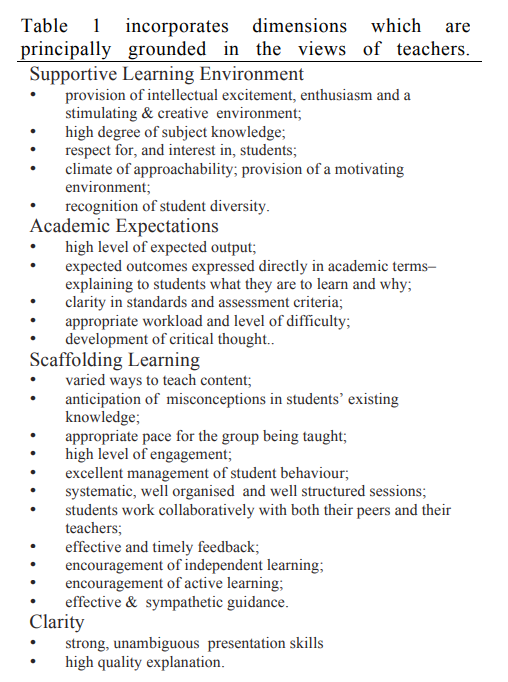 Table 1 incorporates dimensions which are
principally grounded in the views of teachers.
Supportive Learning Environment
• provision of intellectual excitement, enthusiasm and a
stimulating & creative environment;
• high degree of subject knowledge;
• respect for, and interest in, students;
• climate of approachability; provision of a motivating
environment;
• recognition of student diversity.
Academic Expectations
• high level of expected output;
• expected outcomes expressed directly in academic terms–
explaining to students what they are to learn and why;
• clarity in standards and assessment criteria;
• appropriate workload and level of difficulty;
• development of critical thought..
Scaffolding Learning
• varied ways to teach content;
• anticipation of misconceptions in students’ existing
knowledge;
• appropriate pace for the group being taught;
• high level of engagement;
• excellent management of student behaviour;
• systematic, well organised and well structured sessions;
• students work collaboratively with both their peers and their
teachers;
• effective and timely feedback;
• encouragement of independent learning;
• encouragement of active learning;
• effective & sympathetic guidance.
Clarity
• strong, unambiguous presentation skills
• high quality explanation.